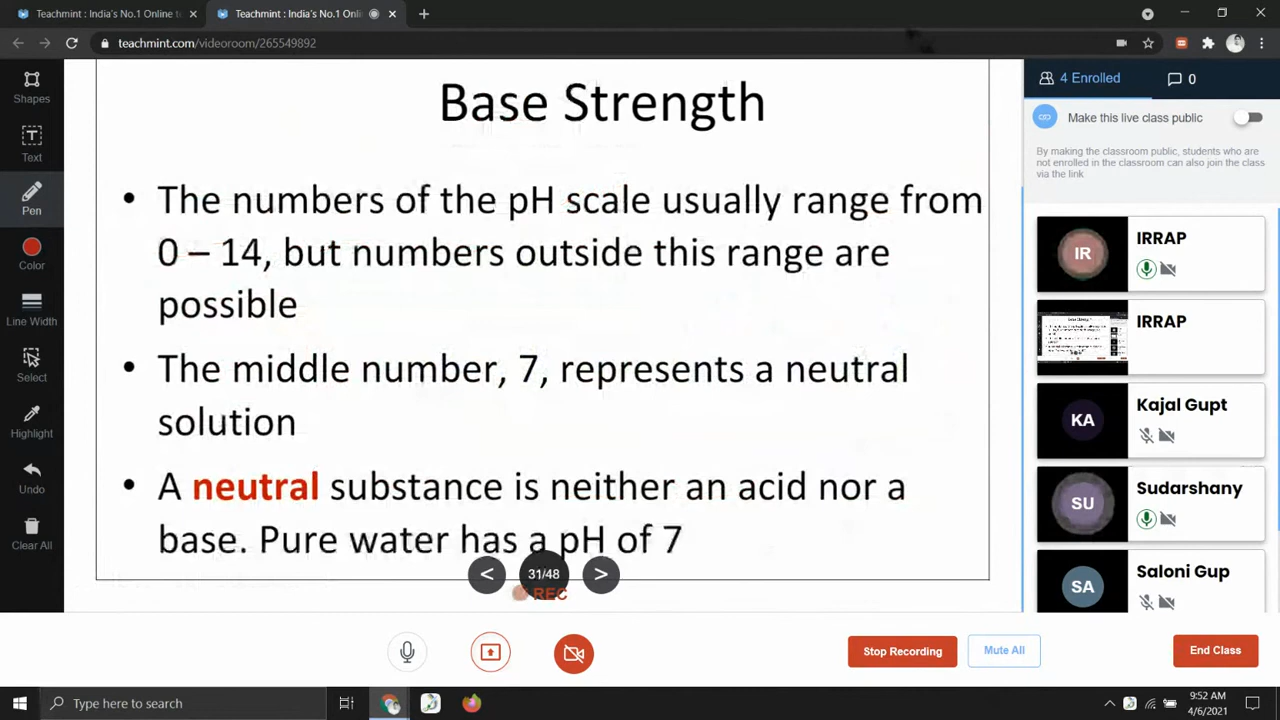 Teachmint : India's No.1 Online t
Teachmint : India's No.1 Onli
teachmint.com/videoroom/265549892
Shapes
Text
Pen
Color
Line Width
Select
Highlight
Undo
Clear All
Base Strength
• The numbers of the pH scale usually range from
0 – 14, but numbers outside this range are
possible
• The middle number, 7, represents a neutral
solution
• A neutral substance is neither an acid nor a
base. Pure water has a pH of 7
< 31/48 >
REC
4 Enrolled
0
Make this live class public
By making the classroom public, students who are
not enrolled in the classroom can also join the class
via the link
IR
IRRAP
IRRAP
KA
Kajal Gupt
SU
Sudarshany
SA
Saloni Gup
Stop Recording
Mute All
End Class
Type here to search
9:52 AM
4/6/2021